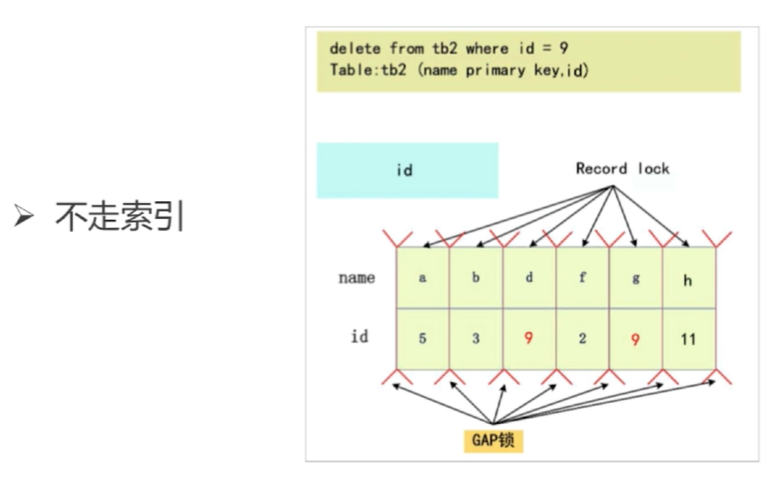 delete from tb2 where id = 9
Table:tb2 (name primary key,id)
id
Record lock
➢ 不走索引
name a b d f g h
id 5 3 9 2 9 11
GAP锁